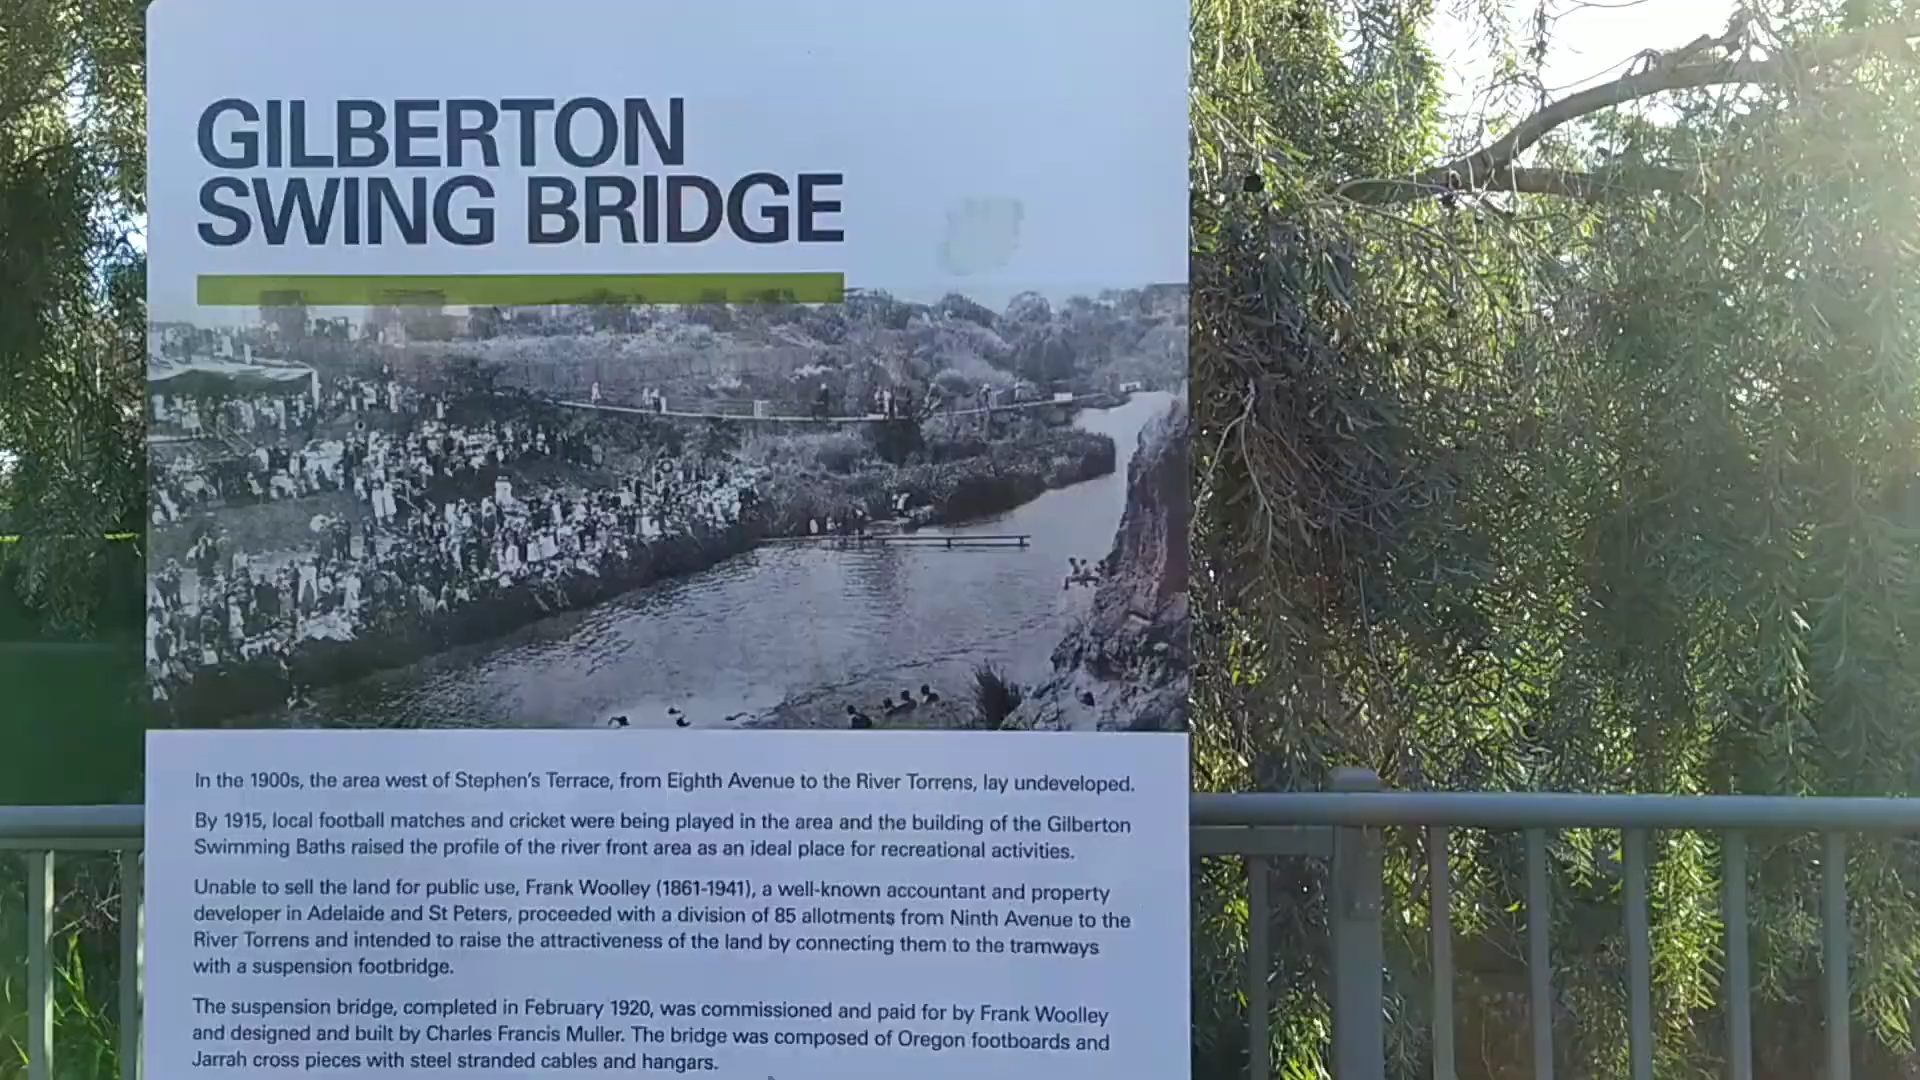 GILBERTON
SWING BRIDGE
In the 1900s, the area west of Stephen's Terrace, from Eighth Avenue to the River Torrens, lay undeveloped.
By 1915, local football matches and cricket were being played in the area and the building of the Gilberton
Swimming Baths raised the profile of the river front area as an ideal place for recreational activities.
Unable to sell the land for public use, Frank Woolley (1861-1941), a well-known accountant and property
developer in Adelaide and St Peters, proceeded with a division of 85 allotments from Ninth Avenue to the
River Torrens and intended to raise the attractiveness of the land by connecting them to the tramways
with a suspension footbridge.
The suspension bridge, completed in February 1920, was commissioned and paid for by Frank Woolley
and designed and built by Charles Francis Muller. The bridge was composed of Oregon footboards and
Jarrah cross pieces with steel stranded cables and hangars.